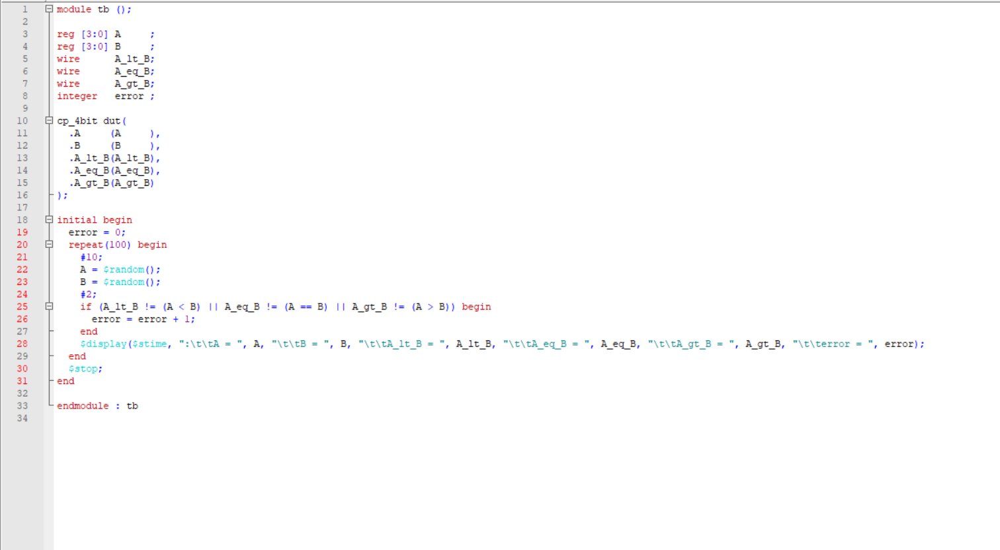 1 module tb ();
2
3 reg [3:0] A     ;
4 reg [3:0] B     ;
5 wire      A_lt_B;
6 wire      A_eq_B;
7 wire      A_gt_B;
8 integer   error ;
9
10 cp_4bit dut(
11   .A     (A     ),
12   .B     (B     ),
13   .A_lt_B(A_lt_B),
14   .A_eq_B(A_eq_B),
15   .A_gt_B(A_gt_B)
16 );
17
18 initial begin
19   error = 0;
20   repeat(100) begin
21     #10;
22     A = $random();
23     B = $random();
24     #2;
25     if (A_lt_B != (A < B) || A_eq_B != (A == B) || A_gt_B != (A > B)) begin
26       error = error + 1;
27     end
28     $display($stime, ":\t\tA = ", A, "\t\tB = ", B, "\t\tA_lt_B = ", A_lt_B, "\t\tA_eq_B = ", A_eq_B, "\t\tA_gt_B = ", A_gt_B, "\t\terror = ", error);
29   end
30   $stop;
31 end
32
33 endmodule : tb
34